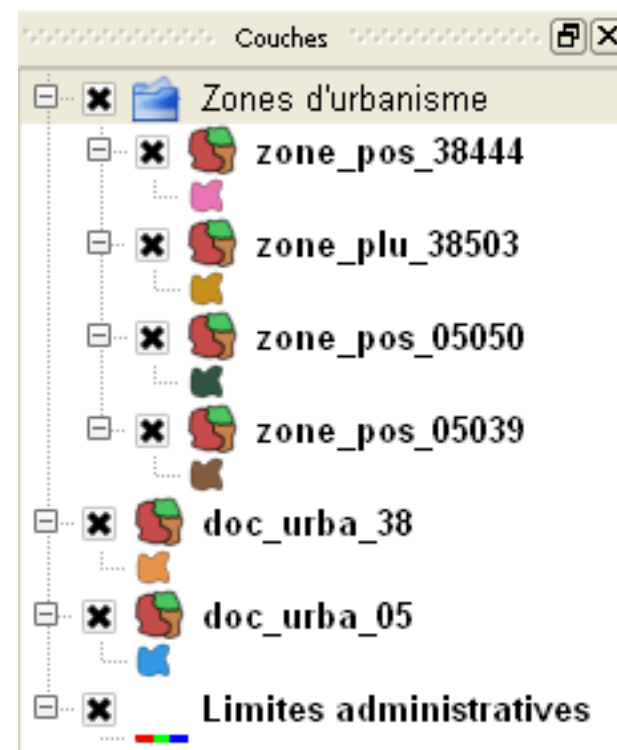 Couches
Zones d'urbanisme
zone_pos_38444
zone_plu_38503
zone_pos_05050
zone_pos_05039
doc_urba_38
doc_urba_05
Limites administratives